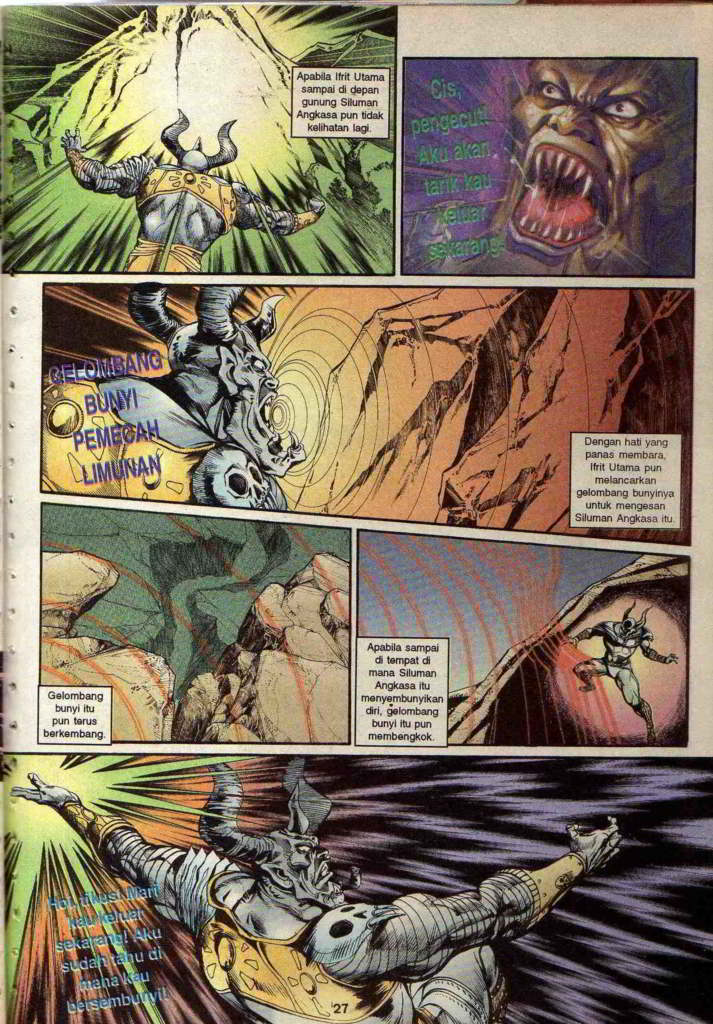 Apabila Ifrit Utama
sampai di depan
gunung Siluman
Angkasa pun tidak
kelihatan lagi.
Cis,
pengecut!
Aku akan
tarik kau
keluar
sekarang!
GELOMBANG
BUNYI
PEMECAH
LIMUNAN
Dengan hati yang
panas membara,
Ifrit Utama pun
melancarkan
gelombang bunyinya
untuk mengesan
Siluman Angkasa itu.
Gelombang
bunyi itu
pun terus
berkembang.
Apabila sampai
di tempat di
mana Siluman
Angkasa itu
menyembunyikan
diri, gelombang
bunyi itu pun
membengkok.
Hoi, tikus! Mari
kau keluar
sekarang! Aku
sudah tahu di
mana kau
bersembunyi!
27